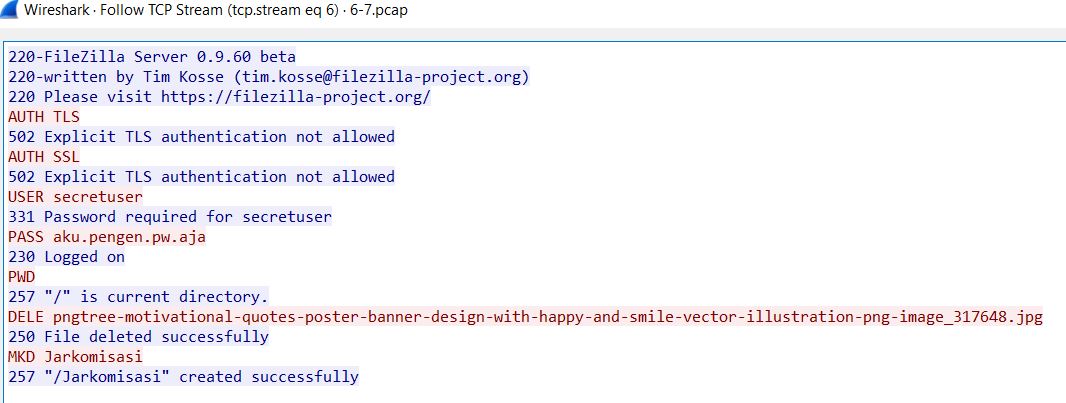 Wireshark · Follow TCP Stream (tcp.stream eq 6) · 6-7.pcap
220-FileZilla Server 0.9.60 beta
220-written by Tim Kosse (tim.kosse@filezilla-project.org)
220 Please visit https://filezilla-project.org/
AUTH TLS
502 Explicit TLS authentication not allowed
AUTH SSL
502 Explicit TLS authentication not allowed
USER secretuser
331 Password required for secretuser
PASS aku.pengen.pw.aja
230 Logged on
PWD
257 "/" is current directory.
DELE pngtree-motivational-quotes-poster-banner-design-with-happy-and-smile-vector-illustration-png-image_317648.jpg
250 File deleted successfully
MKD Jarkomisasi
257 "/Jarkomisasi" created successfully